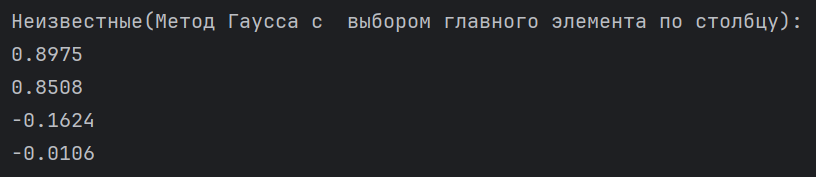 Неизвестные(Метод Гаусса с  выбором главного элемента по столбцу):
0.8975
0.8508
-0.1624
-0.0106